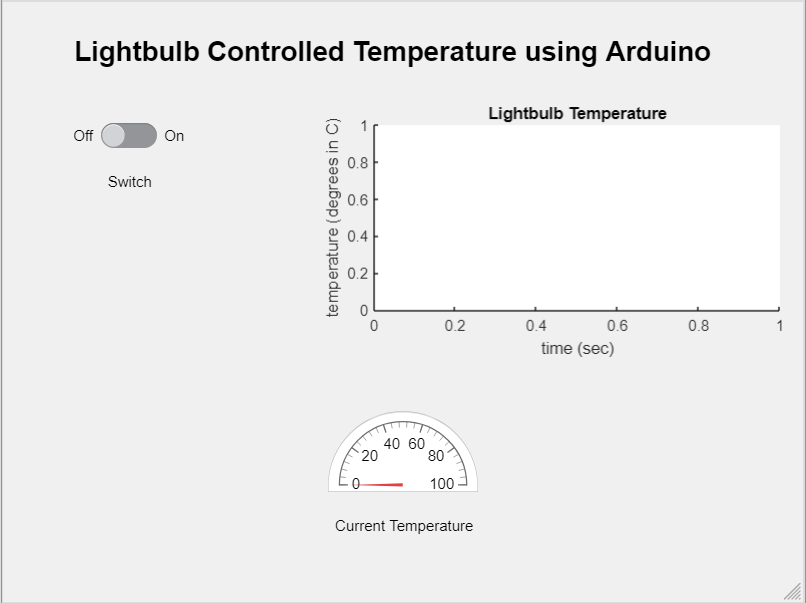 Lightbulb Controlled Temperature using Arduino
Off On
Switch
Lightbulb Temperature
temperature (degrees in C)
1
0.8
0.6
0.4
0.2
0
0 0.2 0.4 0.6 0.8 1
time (sec)
0 20 40 60 80 100
Current Temperature